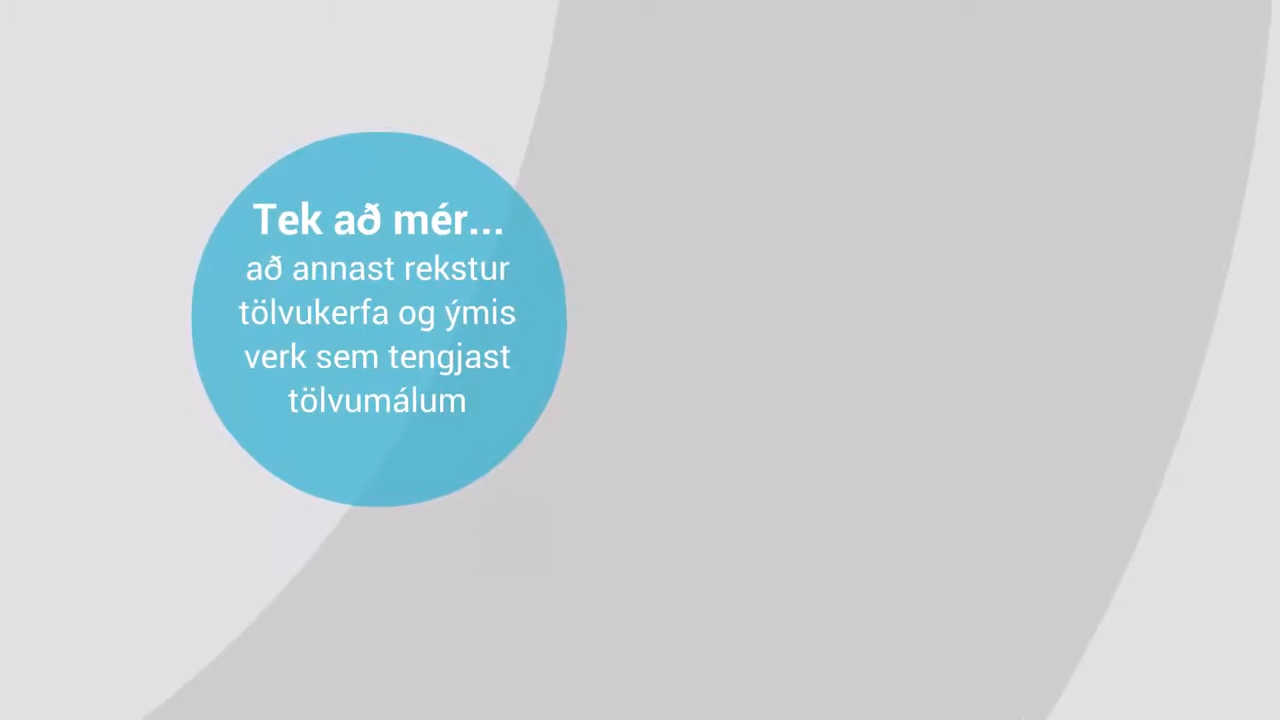 Tek að mér...
að annast rekstur
tölvukerfa og ýmis
verk sem tengjast
tölvumálum